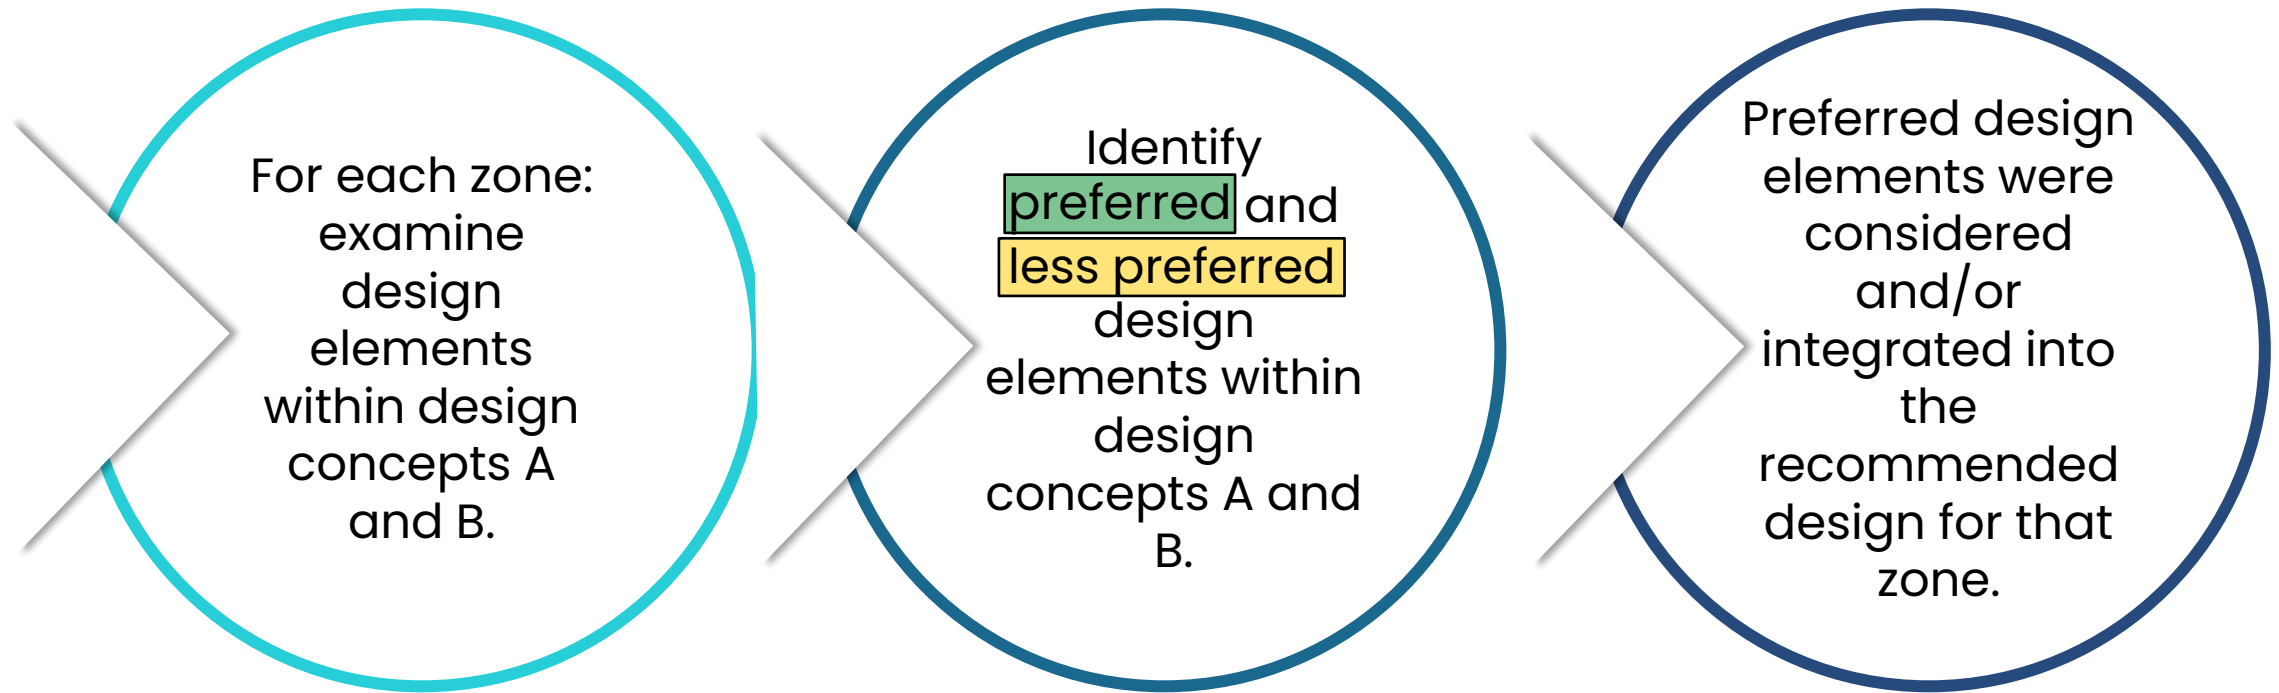 For each zone:
examine
design
elements
within design
concepts A
and B.
Identify
preferred and
less preferred
design
elements within
design
concepts A and
B.
Preferred design
elements were
considered
and/or
integrated into
the
recommended
design for that
zone.